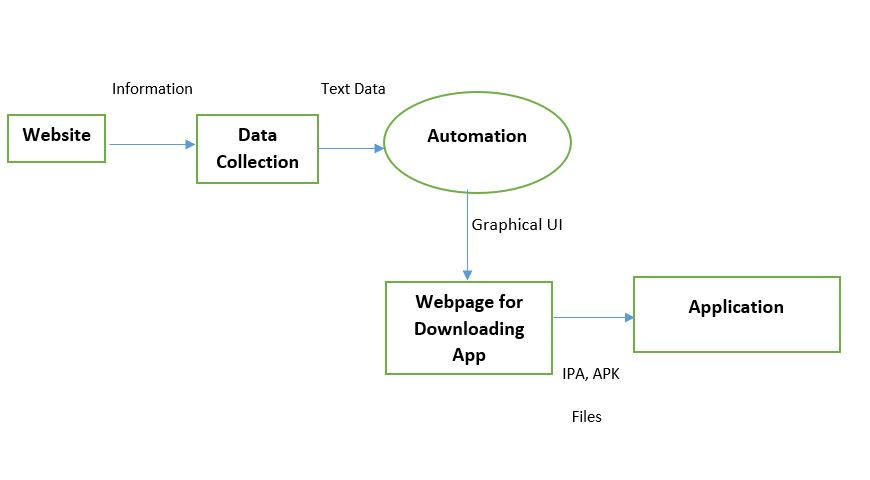 Information
Text Data
Website
Data
Collection
Automation
Graphical UI
Webpage for
Downloading
App
Application
IPA, APK
Files